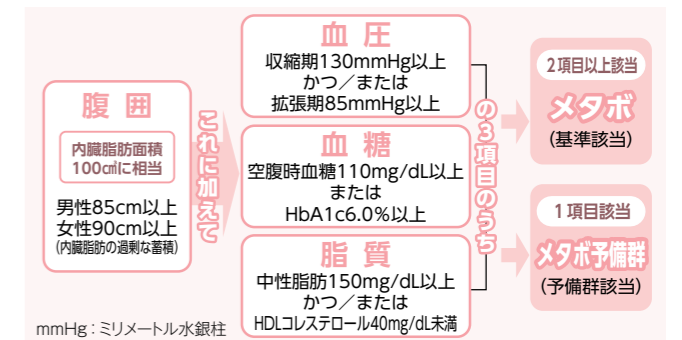 腹囲
内臓脂肪面積
100㎠に相当
男性85cm以上
女性90cm以上
(内臓脂肪の過剰な蓄積)
これに加えて
血圧
収縮期130mmHg以上
かつ／または
拡張期85mmHg以上
血糖
空腹時血糖110mg/dL以上
または
HbA1c6.0%以上
脂質
中性脂肪150mg/dL以上
かつ／または
HDLコレステロール40mg/dL未満
の3項目のうち
2項目以上該当
メタボ
(基準該当)
1項目該当
メタボ予備群
(予備群該当)
mmHg：ミリメートル水銀柱